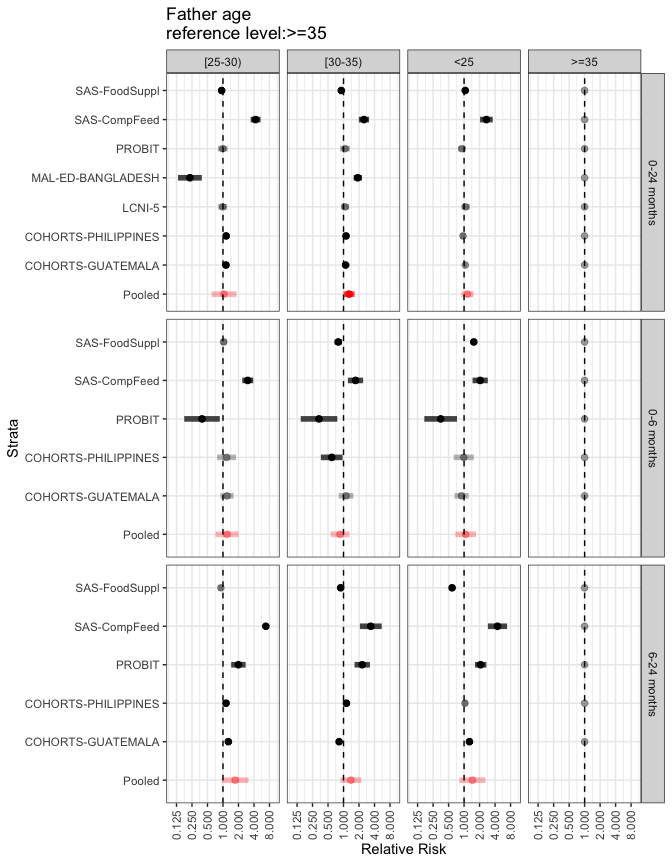 Father age
reference level:>=35
[25-30)
[30-35)
<25
>=35
SAS-FoodSuppl
SAS-CompFeed
PROBIT
MAL-ED-BANGLADESH
LCNI-5
COHORTS-PHILIPPINES
COHORTS-GUATEMALA
Pooled
0-24 months
SAS-FoodSuppl
SAS-CompFeed
PROBIT
COHORTS-PHILIPPINES
COHORTS-GUATEMALA
Pooled
0-6 months
Strata
SAS-FoodSuppl
SAS-CompFeed
PROBIT
COHORTS-PHILIPPINES
COHORTS-GUATEMALA
Pooled
6-24 months
0.125 0.250 0.500 1.000 2.000 4.000 8.000
0.125 0.250 0.500 1.000 2.000 4.000 8.000
0.125 0.250 0.500 1.000 2.000 4.000 8.000
0.125 0.250 0.500 1.000 2.000 4.000 8.000
Relative Risk